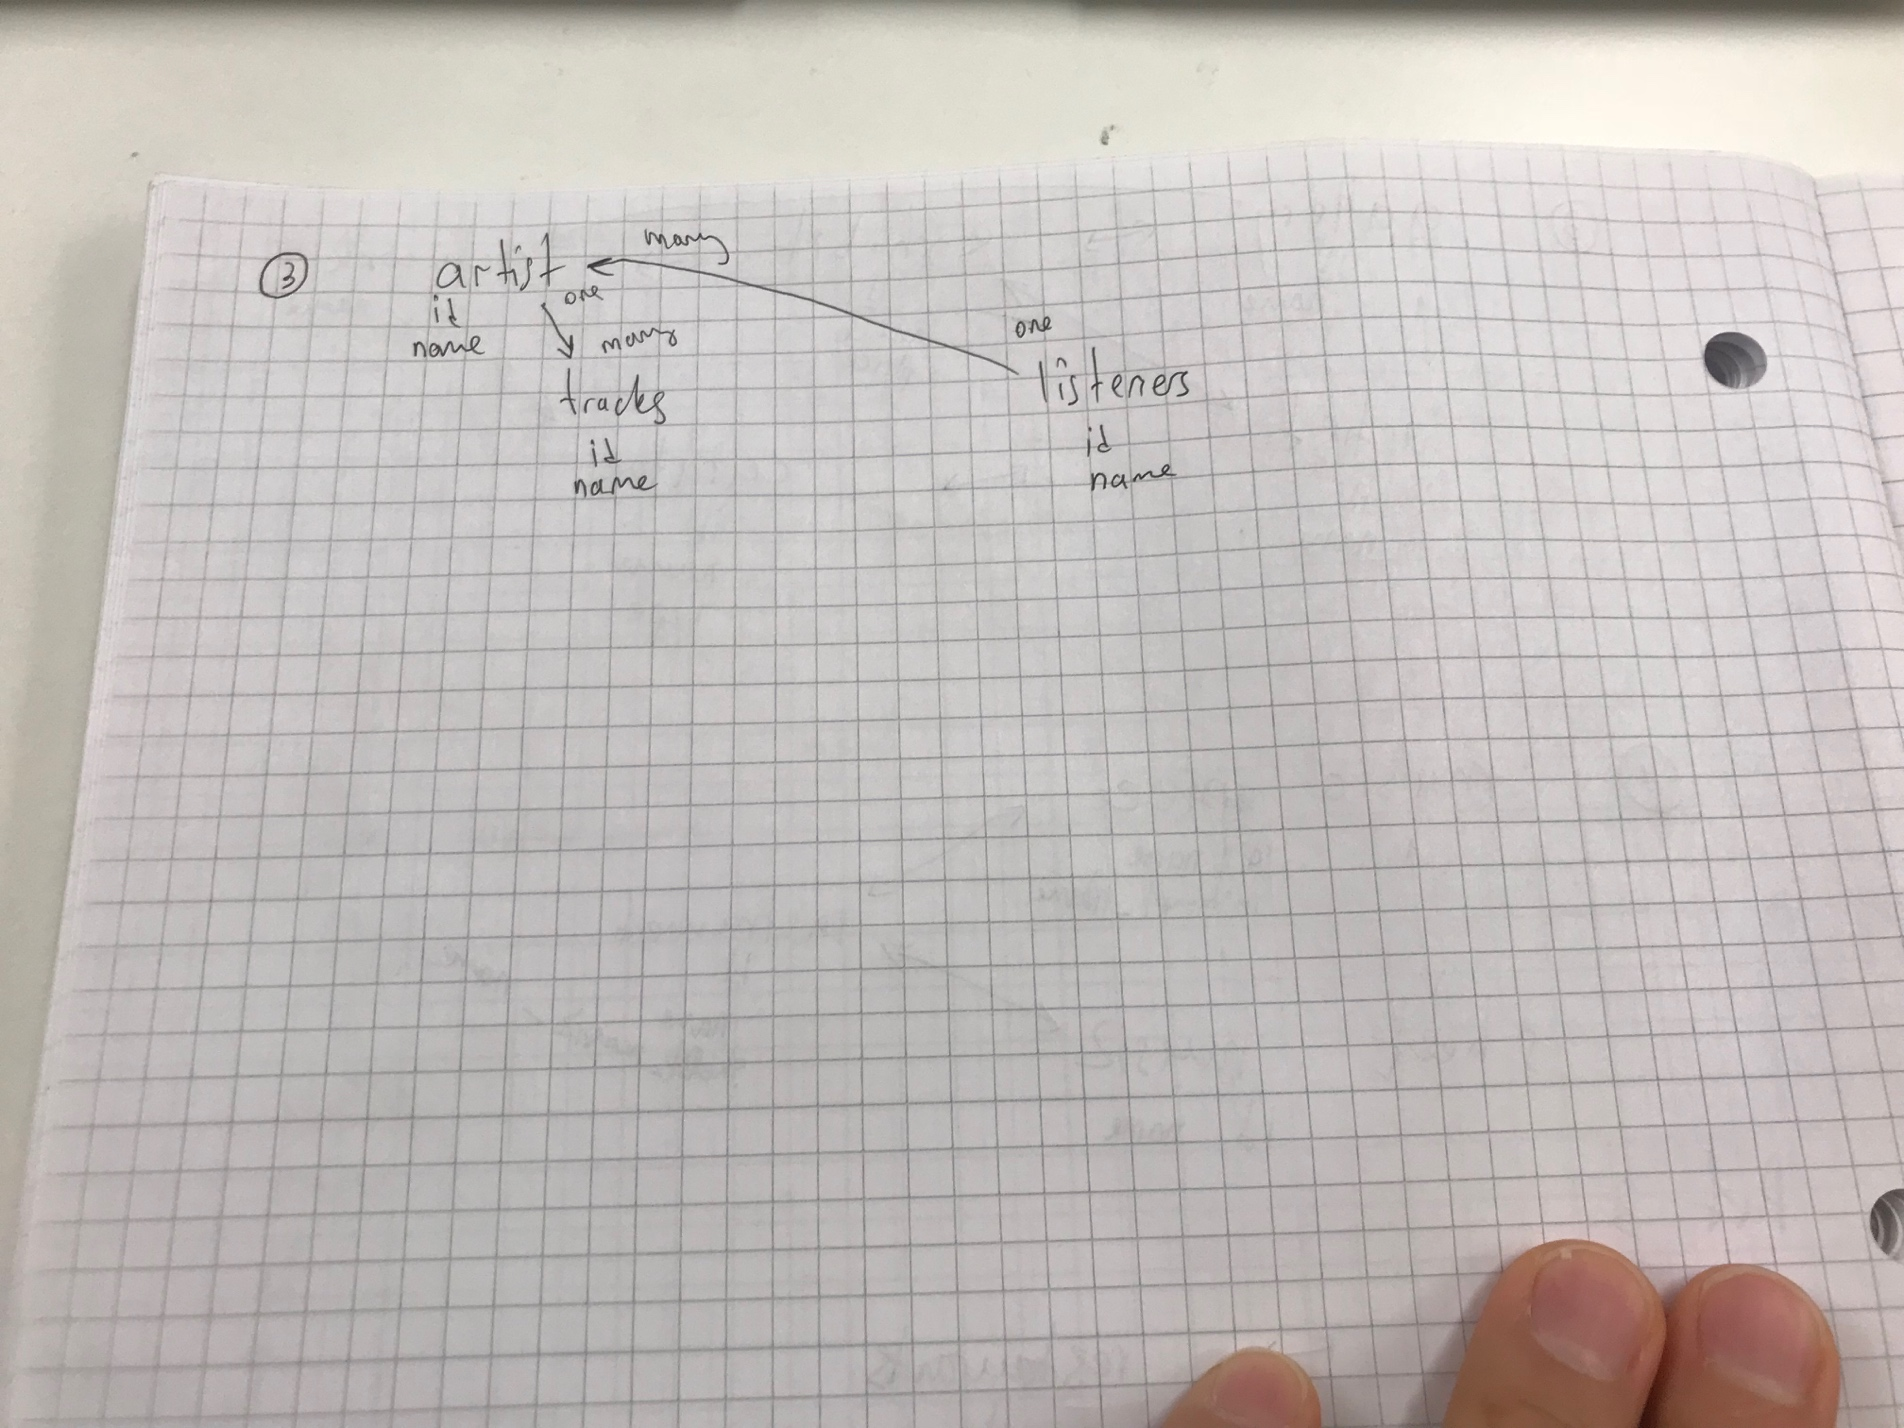 3
artist
many
id
one
name
many
tracks
id
name
one
listeners
id
name